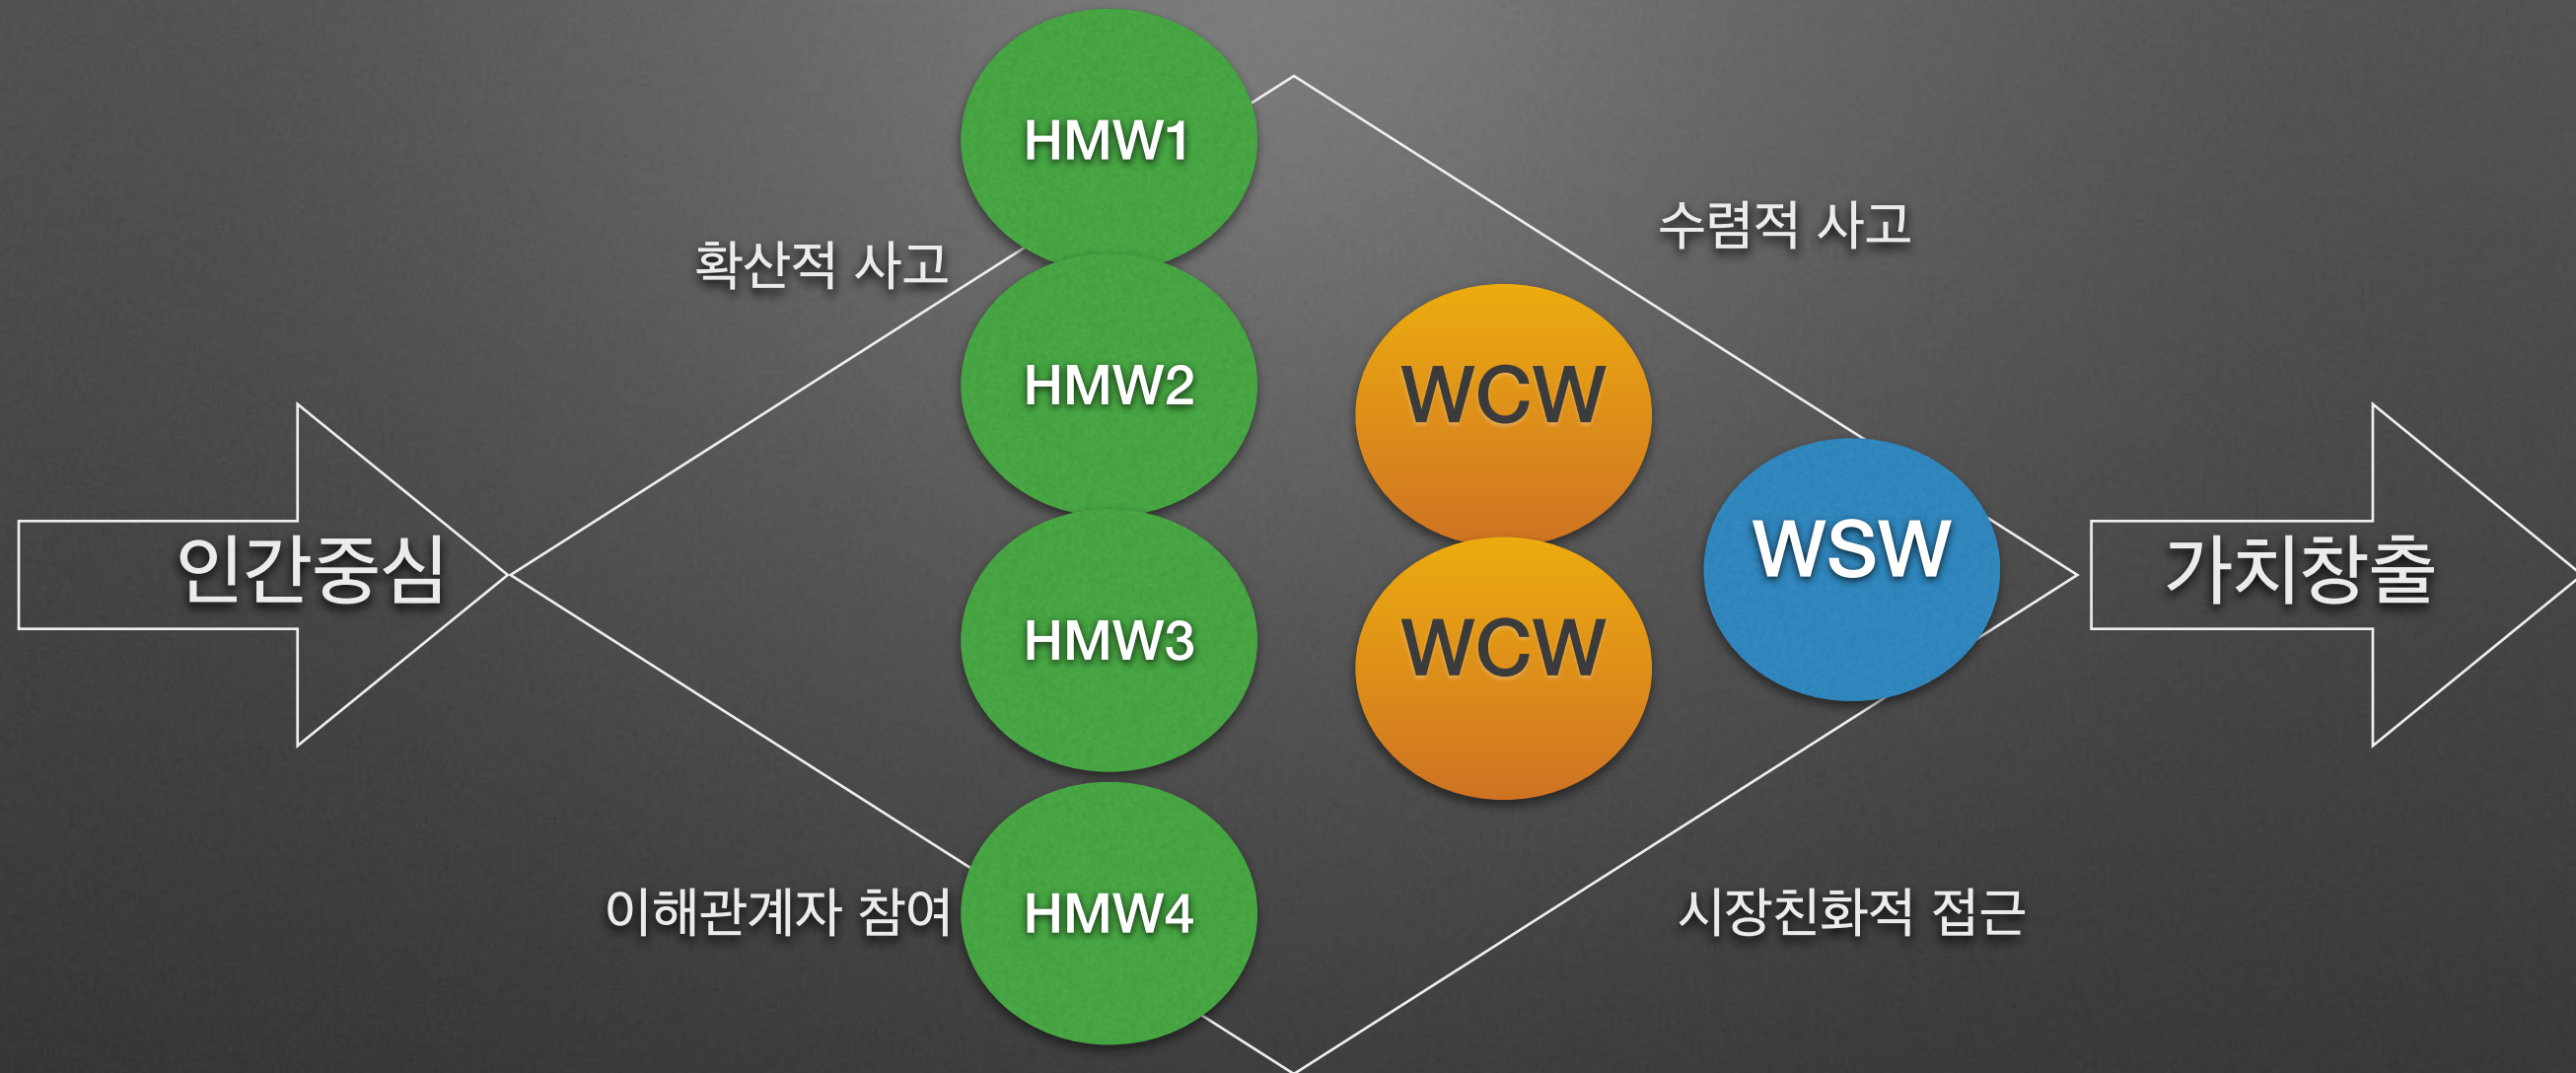 HMW1
확산적 사고
수렴적 사고
HMW2
WCW
인간중심
HMW3
WCW
WSW
가치창출
이해관계자 참여
HMW4
시장친화적 접근